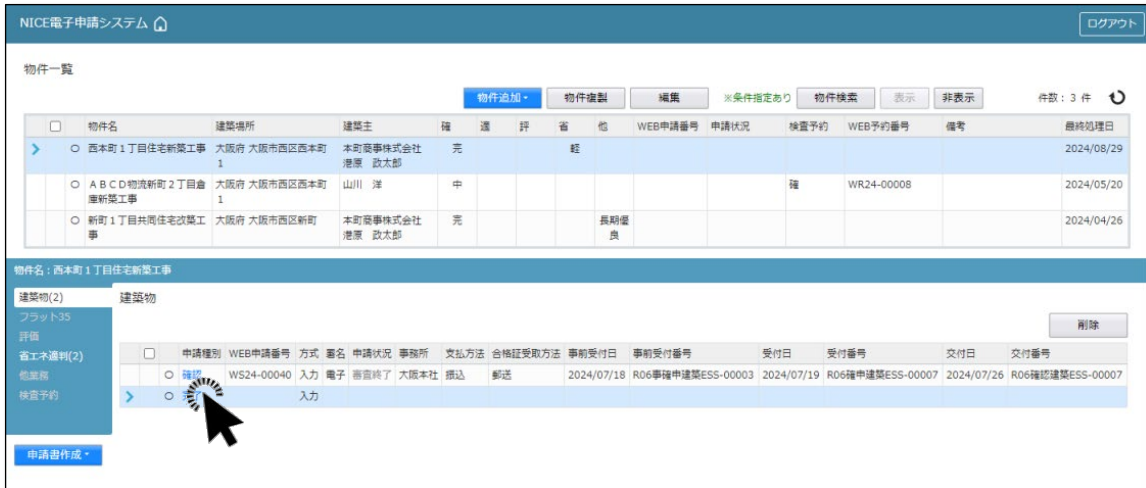 NICE電子申請システム
ログアウト
物件一覧
物件追加 物件複製 編集 ※条件指定あり 物件検索 表示 非表示 件数: 3 件
物件名 建築場所 建築主 確 適 評 省 他 WEB申請番号 申請状況 検査予約 WEB予約番号 備考 最終処理日
西本町1丁目住宅新築工事 大阪府 大阪市西区西本町 本町商事株式会社 完 軽 2024/08/29
1 港原 政太郎
ABCD物流新町2丁目倉 大阪府 大阪市西区西本町 山川 洋 中 確 WR24-00008 2024/05/20
庫新築工事 1
新町1丁目共同住宅改築工 大阪府 大阪市西区新町 本町商事株式会社 完 長期優 2024/04/26
事 港原 政太郎 良
物件名:西本町1丁目住宅新築工事
建築物(2)
フラット35
評価
省エネ適判(2)
他業務
検査予約
申請書作成
建築物
削除
申請種別 WEB申請番号 方式 署名 申請状況 事務所 支払方法 合格証受取方法 事前受付日 事前受付番号 受付日 受付番号 交付日 交付番号
確認 WS24-00040 入力 電子 審査終了 大阪本社 振込 郵送 2024/07/18 R06事確申建築ESS-00003 2024/07/19 R06確申建築ESS-00007 2024/07/26 R06確認建築ESS-00007
完了 入力